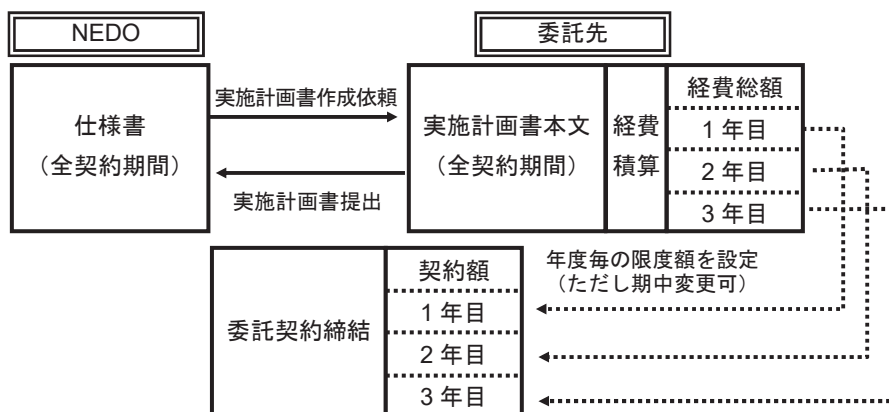 NEDO
委託先
仕様書
（全契約期間）
実施計画書作成依頼
実施計画書提出
実施計画書本文
（全契約期間）
経費
積算
経費総額
1 年目
2 年目
3 年目
年度毎の限度額を設定
（ただし期中変更可）
委託契約締結
契約額
1 年目
2 年目
3 年目